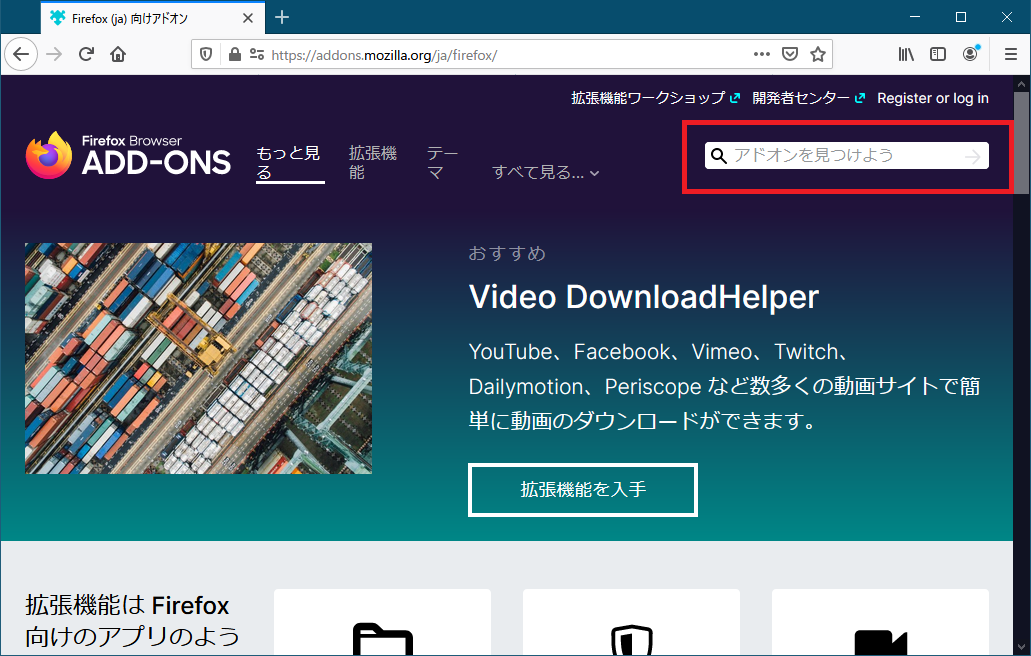 Firefox (ja) 向けアドオン
https://addons.mozilla.org/ja/firefox/
拡張機能ワークショップ 開発者センター Register or log in
Firefox Browser
ADD-ONS
もっと見
る
拡張機
能
テー
マ
すべて見る...
アドオンを見つけよう
おすすめ
Video DownloadHelper
YouTube、Facebook、Vimeo、Twitch、
Dailymotion、Periscope など数多くの動画サイトで簡
単に動画のダウンロードができます。
拡張機能を入手
拡張機能は Firefox
向けのアプリのよう